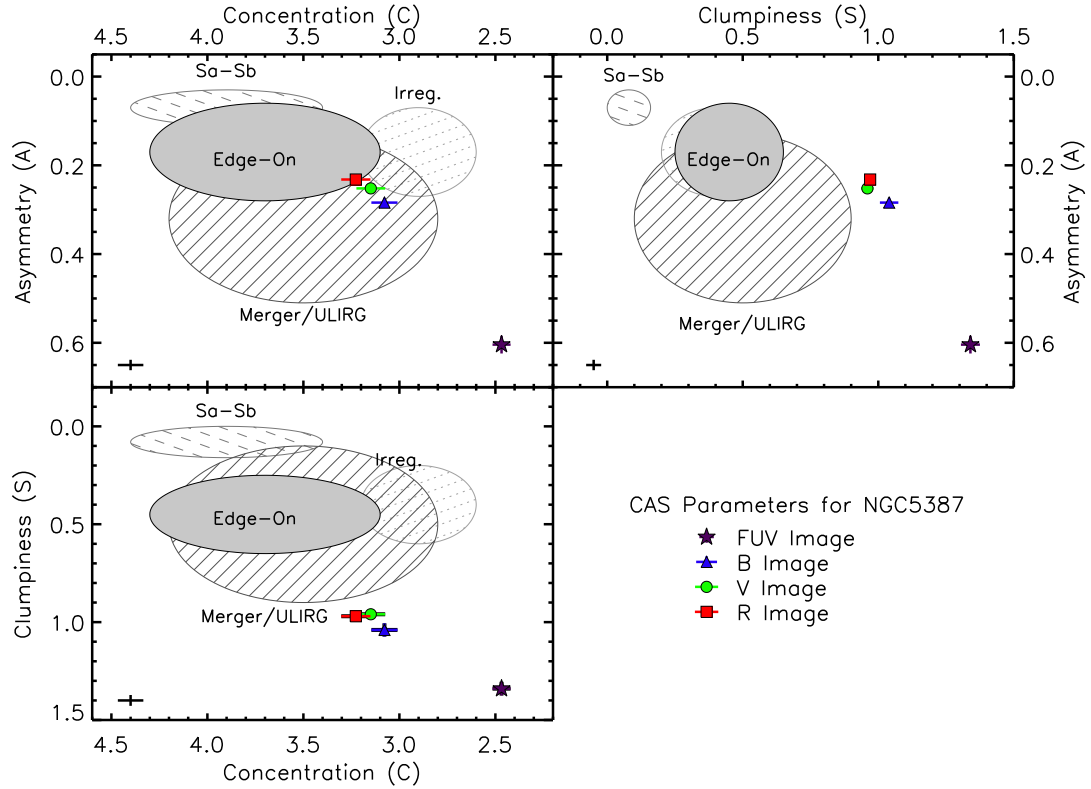 Concentration (C) Clumpiness (S)
4.5 4.0 3.5 3.0 2.5 0.0 0.5 1.0 1.5
0.0 Sa-Sb Sa-Sb 0.0
Irreg.
Asymmetry (A) 0.2 Edge-On Edge-On 0.2 Asymmetry (A)
0.4 0.4
Merger/ULIRG Merger/ULIRG
0.6 0.6
Sa-Sb
0.0
Irreg.
Clumpiness (S) 0.5 Edge-On
1.0 Merger/ULIRG
1.5
4.5 4.0 3.5 3.0 2.5
Concentration (C)
CAS Parameters for NGC5387
FUV Image
B Image
V Image
R Image